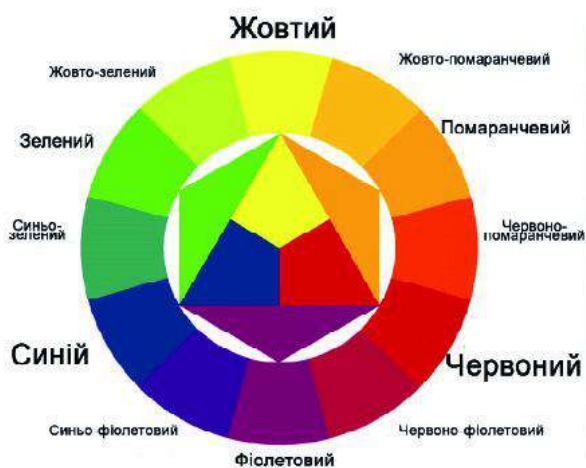 Жовтий
Жовто-зелений
Жовто-помаранчевий
Зелений
Помаранчевий
Синьо-
зелений
Червоно-
помаранчевий
Синій
Червоний
Синьо-фіолетовий
Червоно-фіолетовий
Фіолетовий